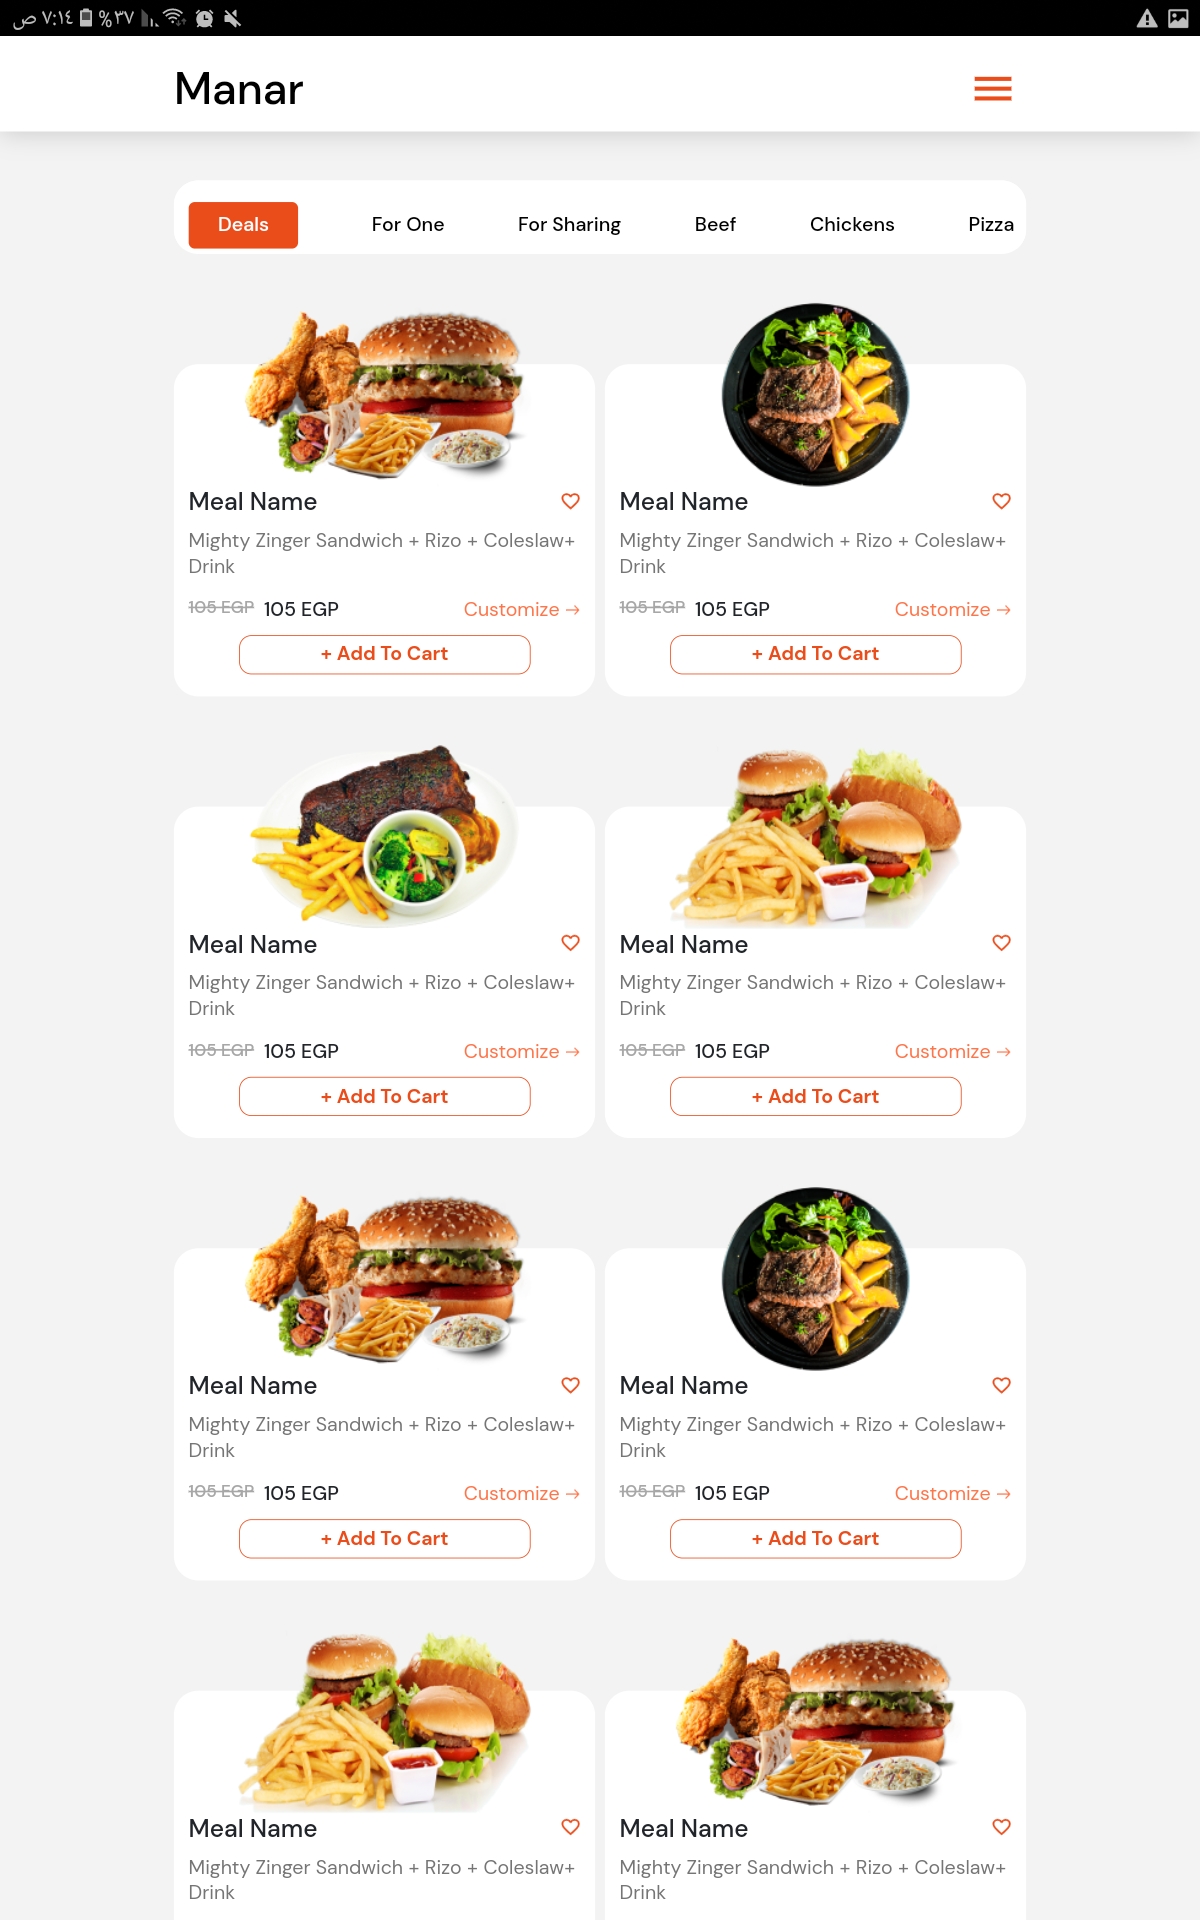 ٧:١٤ ص ٣٧%
Manar
Deals For One For Sharing Beef Chickens Pizza
Meal Name
Mighty Zinger Sandwich + Rizo + Coleslaw+
Drink
105 EGP 105 EGP Customize →
+ Add To Cart
Meal Name
Mighty Zinger Sandwich + Rizo + Coleslaw+
Drink
105 EGP 105 EGP Customize →
+ Add To Cart
Meal Name
Mighty Zinger Sandwich + Rizo + Coleslaw+
Drink
105 EGP 105 EGP Customize →
+ Add To Cart
Meal Name
Mighty Zinger Sandwich + Rizo + Coleslaw+
Drink
105 EGP 105 EGP Customize →
+ Add To Cart
Meal Name
Mighty Zinger Sandwich + Rizo + Coleslaw+
Drink
105 EGP 105 EGP Customize →
+ Add To Cart
Meal Name
Mighty Zinger Sandwich + Rizo + Coleslaw+
Drink
105 EGP 105 EGP Customize →
+ Add To Cart
Meal Name
Mighty Zinger Sandwich + Rizo + Coleslaw+
Drink
Meal Name
Mighty Zinger Sandwich + Rizo + Coleslaw+
Drink